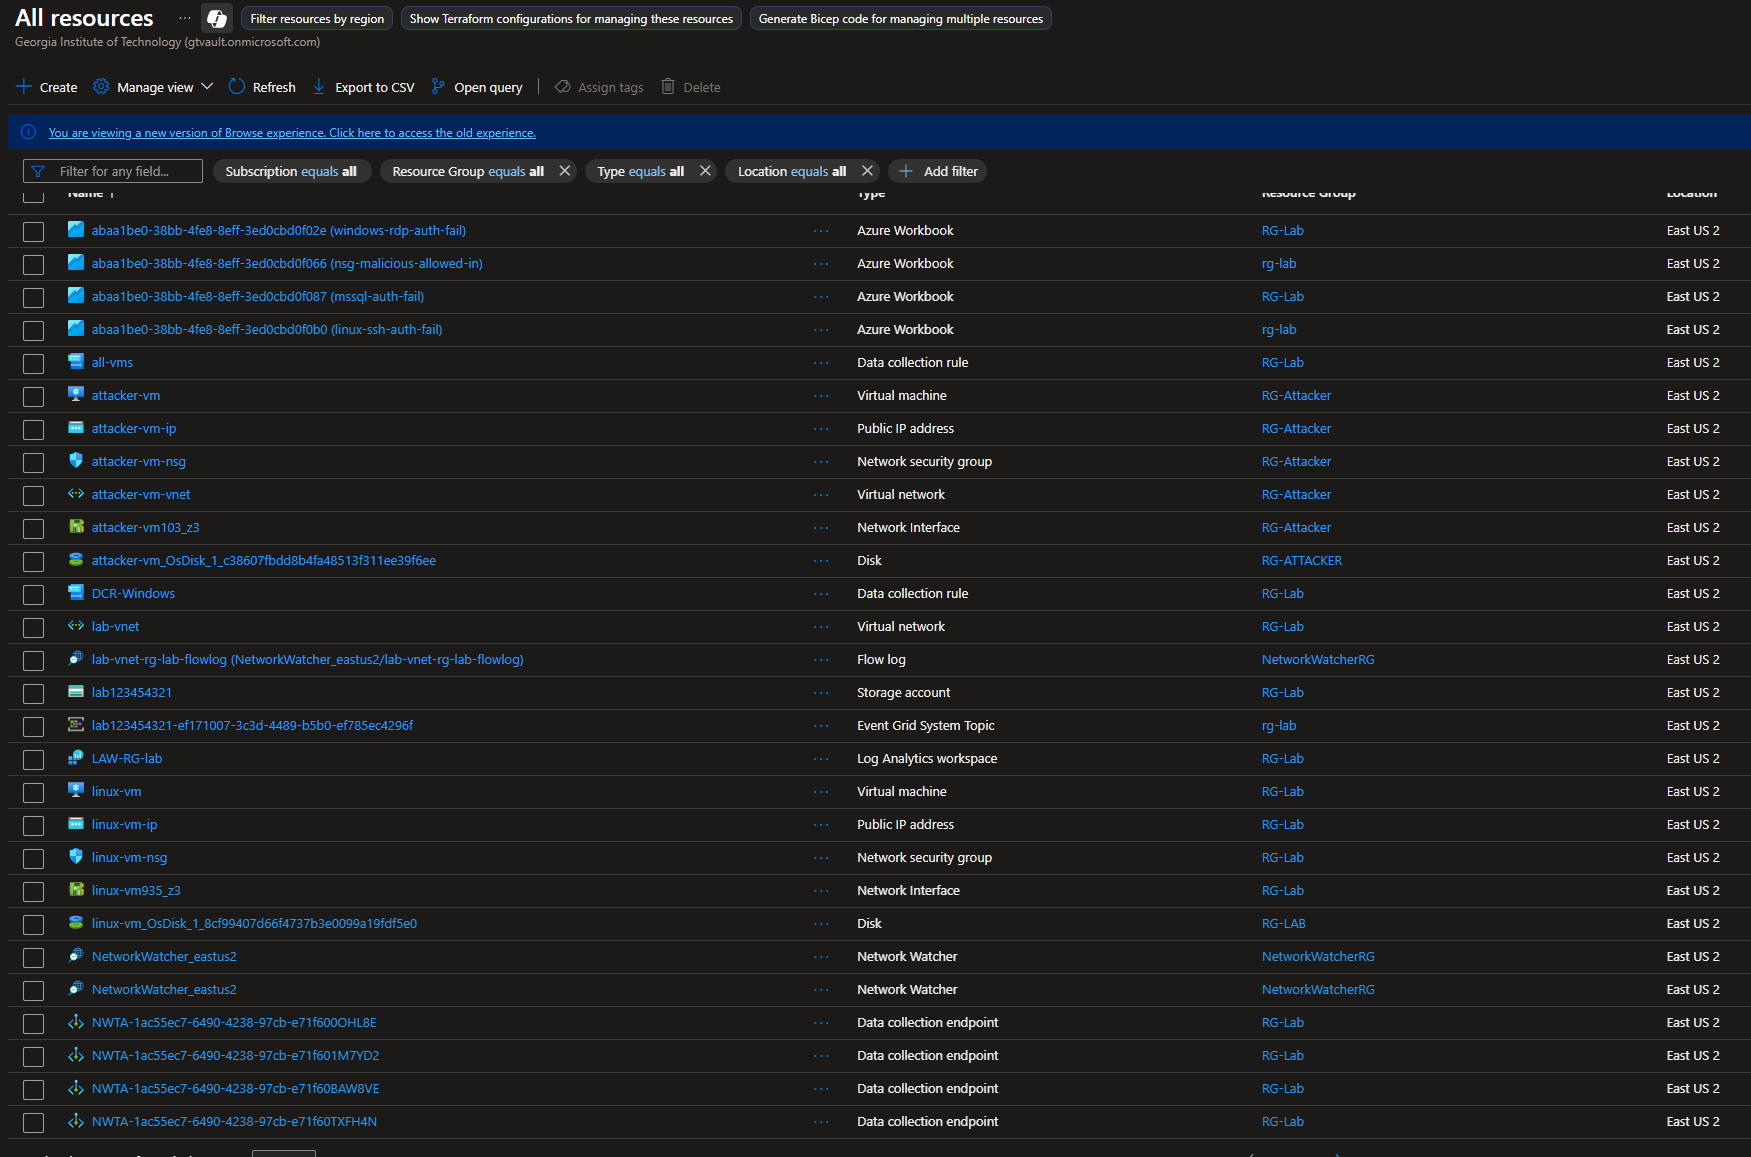 All resources ... Filter resources by region Show Terraform configurations for managing these resources Generate Bicep code for managing multiple resources
Georgia Institute of Technology (gtvault.onmicrosoft.com)
Create Manage view Refresh Export to CSV Open query Assign tags Delete
You are viewing a new version of Browse experience. Click here to access the old experience.
Filter for any field... Subscription equals all Resource Group equals all Type equals all Location equals all Add filter
Name ↑ Type Resource Group Location
abaa1be0-38bb-4fe8-8eff-3ed0cbd0f02e (windows-rdp-auth-fail) ... Azure Workbook RG-Lab East US 2
abaa1be0-38bb-4fe8-8eff-3ed0cbd0f066 (nsg-malicious-allowed-in) ... Azure Workbook rg-lab East US 2
abaa1be0-38bb-4fe8-8eff-3ed0cbd0f087 (mssql-auth-fail) ... Azure Workbook RG-Lab East US 2
abaa1be0-38bb-4fe8-8eff-3ed0cbd0f0b0 (linux-ssh-auth-fail) ... Azure Workbook rg-lab East US 2
all-vms ... Data collection rule RG-Lab East US 2
attacker-vm ... Virtual machine RG-Attacker East US 2
attacker-vm-ip ... Public IP address RG-Attacker East US 2
attacker-vm-nsg ... Network security group RG-Attacker East US 2
attacker-vm-vnet ... Virtual network RG-Attacker East US 2
attacker-vm103_z3 ... Network Interface RG-Attacker East US 2
attacker-vm_OsDisk_1_c38607fbdd8b4fa48513f311ee39f6ee ... Disk RG-ATTACKER East US 2
DCR-Windows ... Data collection rule RG-Lab East US 2
lab-vnet ... Virtual network RG-Lab East US 2
lab-vnet-rg-lab-flowlog (NetworkWatcher_eastus2/lab-vnet-rg-lab-flowlog) ... Flow log NetworkWatcherRG East US 2
lab123454321 ... Storage account RG-Lab East US 2
lab123454321-ef171007-3c3d-4489-b5b0-ef785ec4296f ... Event Grid System Topic rg-lab East US 2
LAW-RG-lab ... Log Analytics workspace RG-Lab East US 2
linux-vm ... Virtual machine RG-Lab East US 2
linux-vm-ip ... Public IP address RG-Lab East US 2
linux-vm-nsg ... Network security group RG-Lab East US 2
linux-vm935_z3 ... Network Interface RG-Lab East US 2
linux-vm_OsDisk_1_8cf99407d66f4737b3e0099a19fdf5e0 ... Disk RG-LAB East US 2
NetworkWatcher_eastus2 ... Network Watcher NetworkWatcherRG East US 2
NetworkWatcher_eastus2 ... Network Watcher NetworkWatcherRG East US 2
NWTA-1ac55ec7-6490-4238-97cb-e71f600OHL8E ... Data collection endpoint RG-Lab East US 2
NWTA-1ac55ec7-6490-4238-97cb-e71f601M7YD2 ... Data collection endpoint RG-Lab East US 2
NWTA-1ac55ec7-6490-4238-97cb-e71f60BAW8VE ... Data collection endpoint RG-Lab East US 2
NWTA-1ac55ec7-6490-4238-97cb-e71f60TXFH4N ... Data collection endpoint RG-Lab East US 2